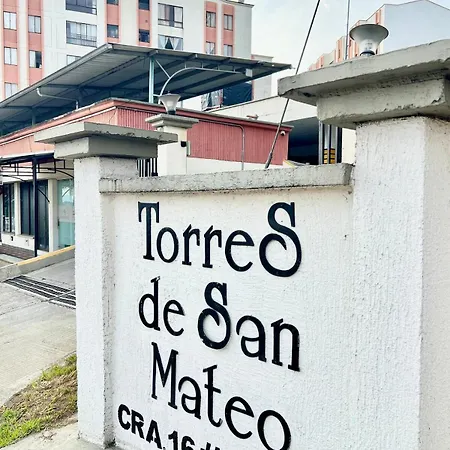 TorreS
de San
Mateo
CRA.16